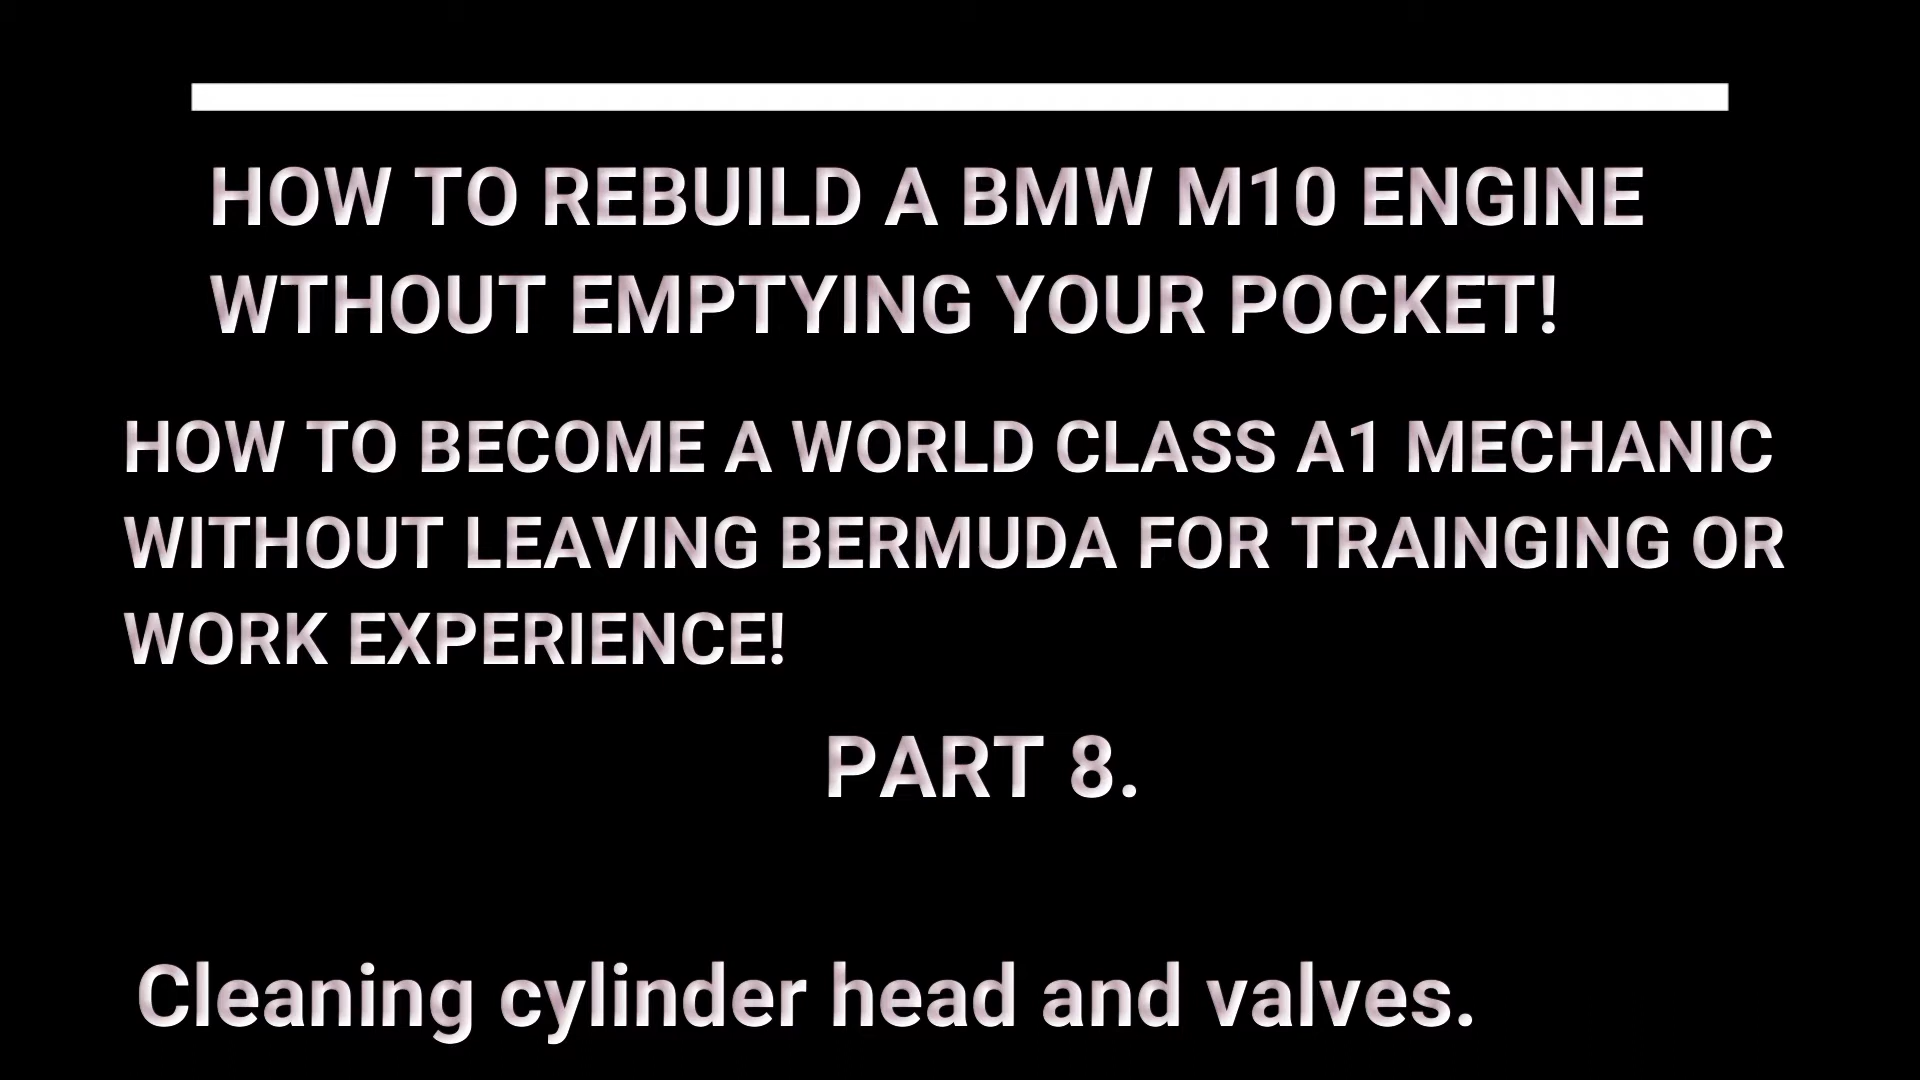 HOW TO REBUILD A BMW M10 ENGINE
WTHOUT EMPTYING YOUR POCKET!
HOW TO BECOME A WORLD CLASS A1 MECHANIC
WITHOUT LEAVING BERMUDA FOR TRAINGING OR
WORK EXPERIENCE!
PART 8.
Cleaning cylinder head and valves.